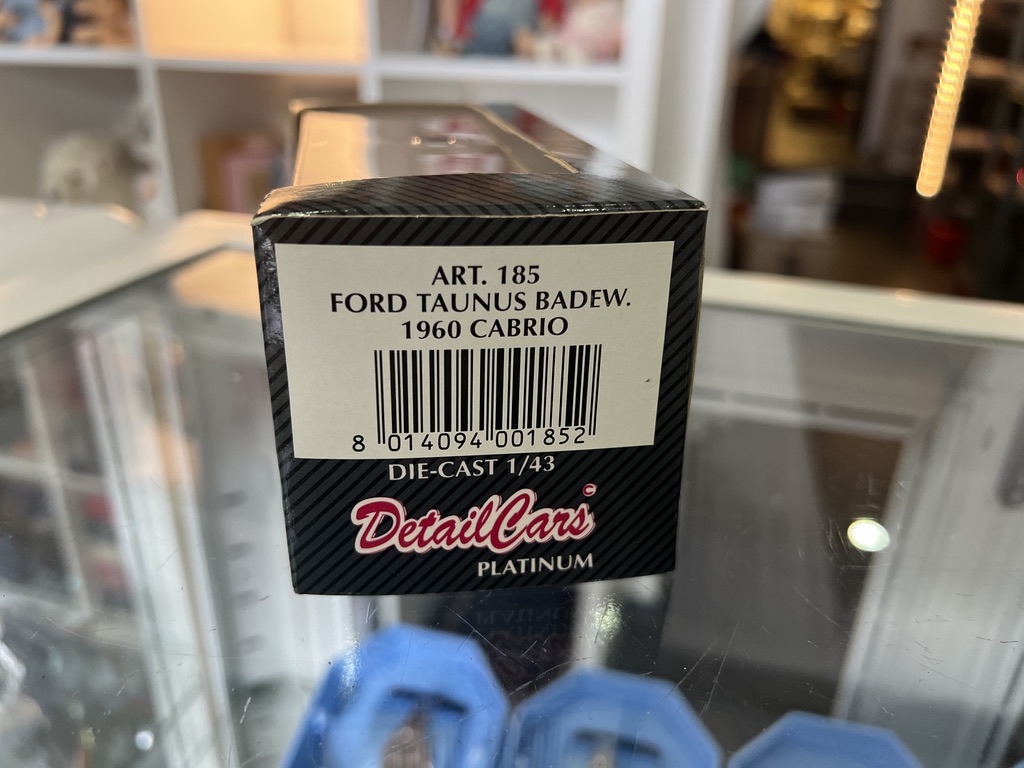 ART. 185
FORD TAUNUS BADEW.
1960 CABRIO
8 014094 001852
DIE-CAST 1/43
DetailCars ©
PLATINUM